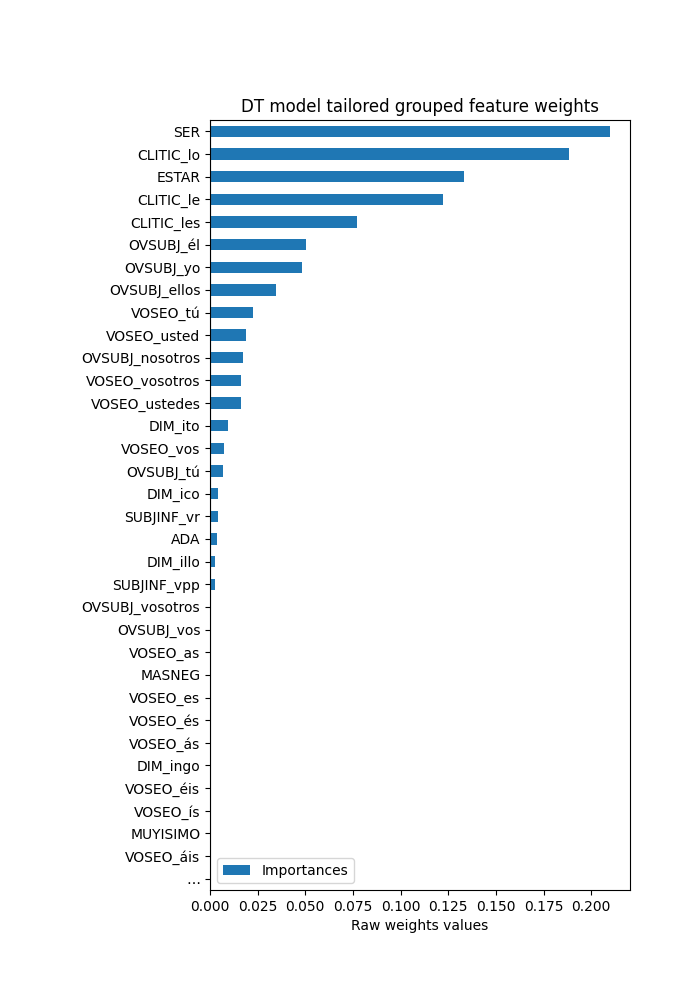 DT model tailored grouped feature weights
SER
CLITIC_lo
ESTAR
CLITIC_le
CLITIC_les
OVSUBJ_él
OVSUBJ_yo
OVSUBJ_ellos
VOSEO_tú
VOSEO_usted
OVSUBJ_nosotros
VOSEO_vosotros
VOSEO_ustedes
DIM_ito
VOSEO_vos
OVSUBJ_tú
DIM_ico
SUBJINF_vr
ADA
DIM_illo
SUBJINF_vpp
OVSUBJ_vosotros
OVSUBJ_vos
VOSEO_as
MASNEG
VOSEO_es
VOSEO_és
VOSEO_ás
DIM_ingo
VOSEO_éis
VOSEO_ís
MUYISIMO
VOSEO_áis
...
Importances
0.000 0.025 0.050 0.075 0.100 0.125 0.150 0.175 0.200
Raw weights values